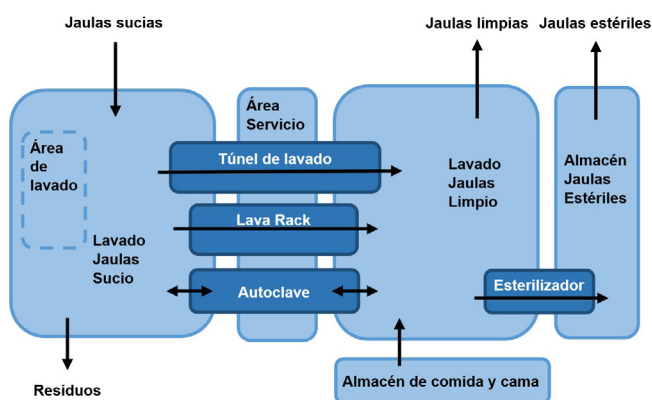 Jaulas sucias
Jaulas limpias
Jaulas estériles
Área
de
lavado
Lavado
Jaulas
Sucio
Área
Servicio
Túnel de lavado
Lava Rack
Autoclave
Lavado
Jaulas
Limpio
Almacén
Jaulas
Estériles
Esterilizador
Residuos
Almacén de comida y cama